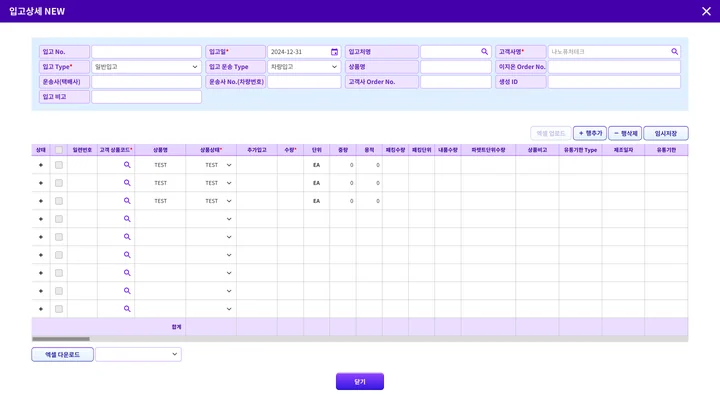 입고상세 NEW
입고 No. 입고일* 2024-12-31 입고처명 고객사명* 나노퓨처테크
입고 Type* 일반입고 입고 운송 Type 차량입고 상품명 이지온 Order No.
운송사(택배사) 운송사 No.(차량번호) 고객사 Order No. 생성 ID
입고 비고
엑셀 업로드 + 행추가 - 행삭제 임시저장
상태 일련번호 고객 상품코드* 상품명 상품상태* 추가입고 수량* 단위 중량 용적 패킹수량 패킹단위 내품수량 파렛트단위수량 상품비고 유통기한 Type 제조일자 유통기한
+ TEST TEST EA 0 0
+ TEST TEST EA 0 0
+ TEST TEST EA 0 0
+
+
+
+
+
+
합계
엑셀 다운로드
닫기